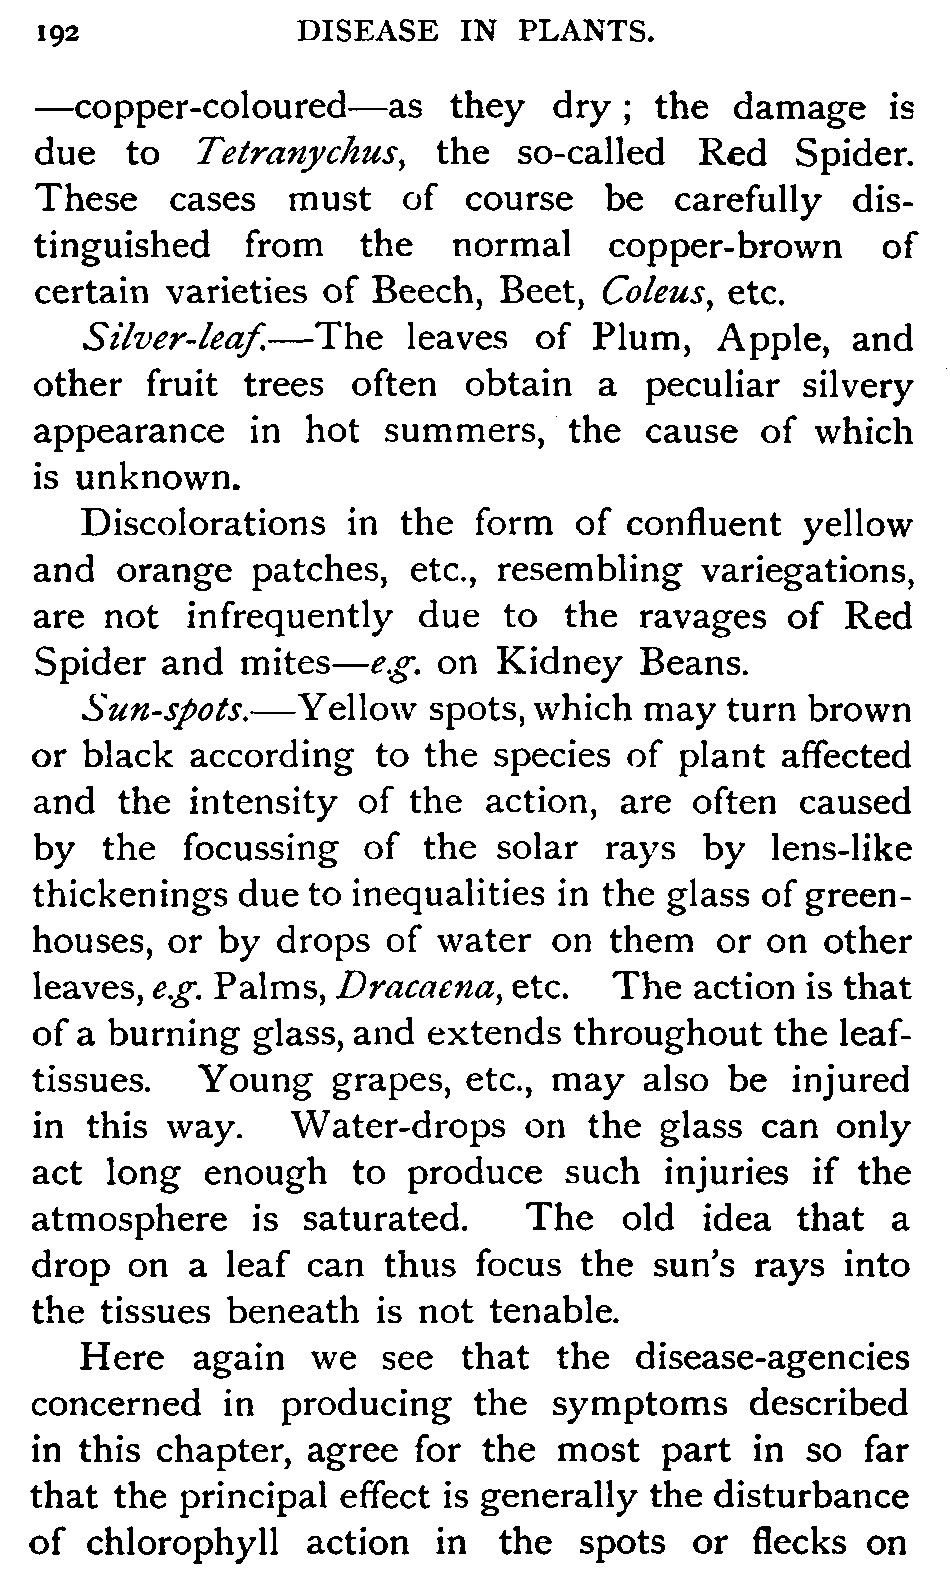 192 DISEASE IN PLANTS.
—copper-coloured—as they dry ; the damage is
due to Tetranychus, the so-called Red Spider.
These cases must of course be carefully dis-
tinguished from the normal copper-brown of
certain varieties of Beech, Beet, Coleus, etc.
Silver-leaf.—The leaves of Plum, Apple, and
other fruit trees often obtain a peculiar silvery
appearance in hot summers, the cause of which
is unknown.
Discolorations in the form of confluent yellow
and orange patches, etc., resembling variegations,
are not infrequently due to the ravages of Red
Spider and mites—e.g. on Kidney Beans.
Sun-spots.—Yellow spots, which may turn brown
or black according to the species of plant affected
and the intensity of the action, are often caused
by the focussing of the solar rays by lens-like
thickenings due to inequalities in the glass of green-
houses, or by drops of water on them or on other
leaves, e.g. Palms, Dracaena, etc. The action is that
of a burning glass, and extends throughout the leaf-
tissues. Young grapes, etc., may also be injured
in this way. Water-drops on the glass can only
act long enough to produce such injuries if the
atmosphere is saturated. The old idea that a
drop on a leaf can thus focus the sun's rays into
the tissues beneath is not tenable.
Here again we see that the disease-agencies
concerned in producing the symptoms described
in this chapter, agree for the most part in so far
that the principal effect is generally the disturbance
of chlorophyll action in the spots or flecks on